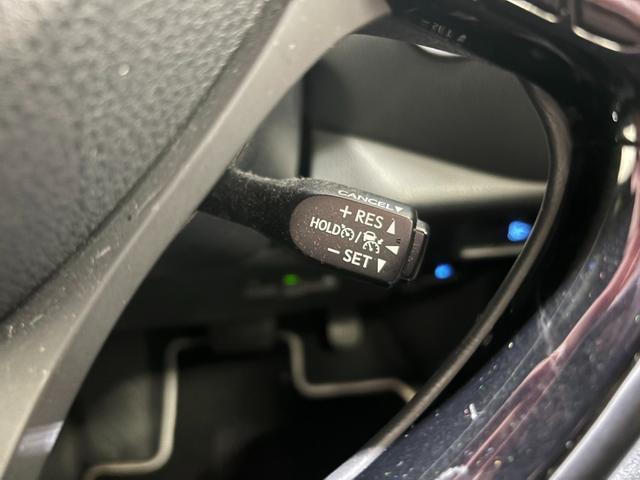 CANCEL▼
+RES▲
HOLD /
−SET▼